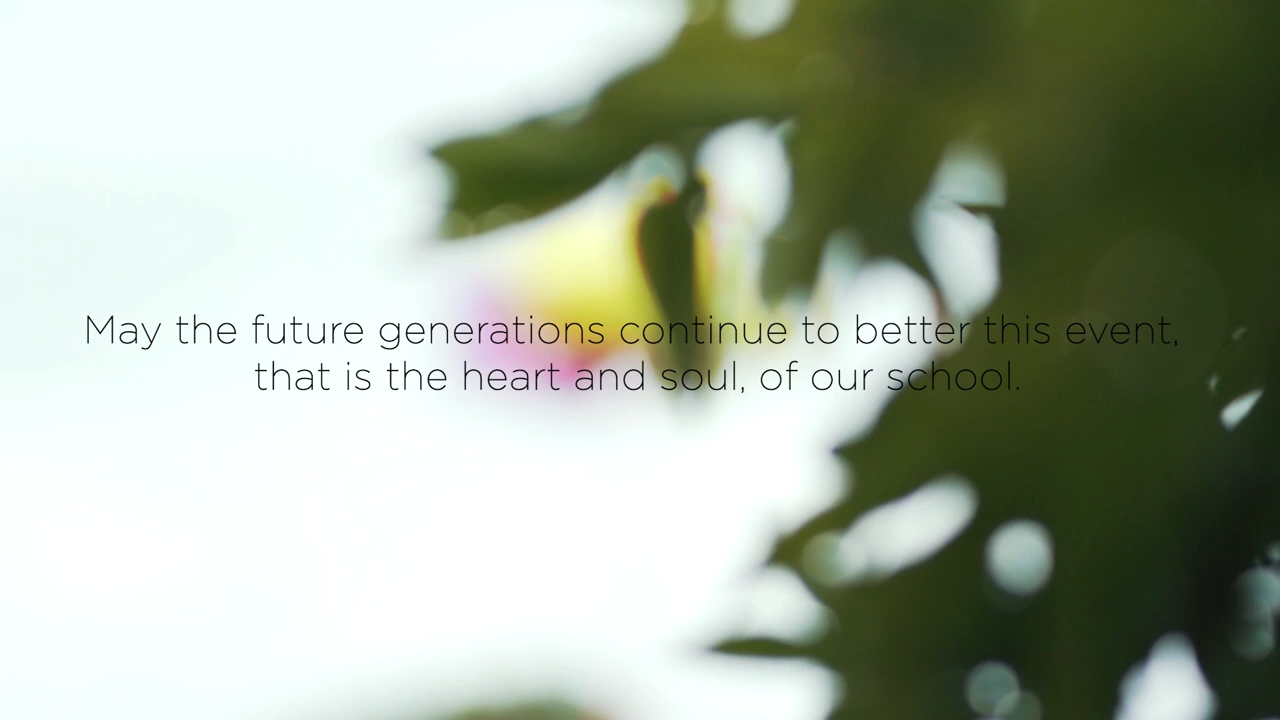 May the future generations continue to better this event,
that is the heart and soul, of our school.